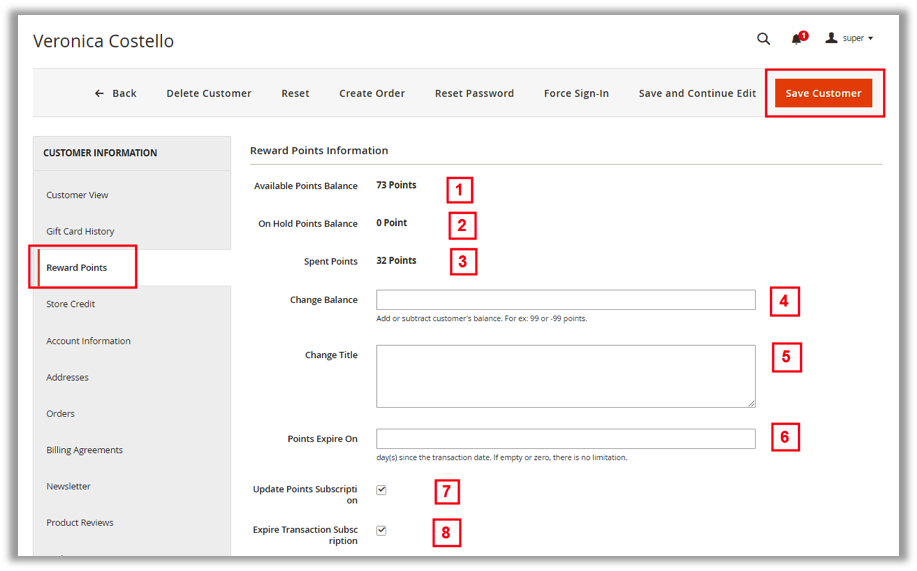 Veronica Costello
1
super
Back Delete Customer Reset Create Order Reset Password Force Sign-In Save and Continue Edit Save Customer
CUSTOMER INFORMATION
Customer View
Gift Card History
Reward Points
Store Credit
Account Information
Addresses
Orders
Billing Agreements
Newsletter
Product Reviews
Reward Points Information
Available Points Balance 73 Points 1
On Hold Points Balance 0 Point 2
Spent Points 32 Points 3
Change Balance 4
Add or subtract customer's balance. For ex: 99 or -99 points.
Change Title 5
Points Expire On 6
day(s) since the transaction date. If empty or zero, there is no limitation.
Update Points Subscripti
on
7
Expire Transaction Subsc
ription
8